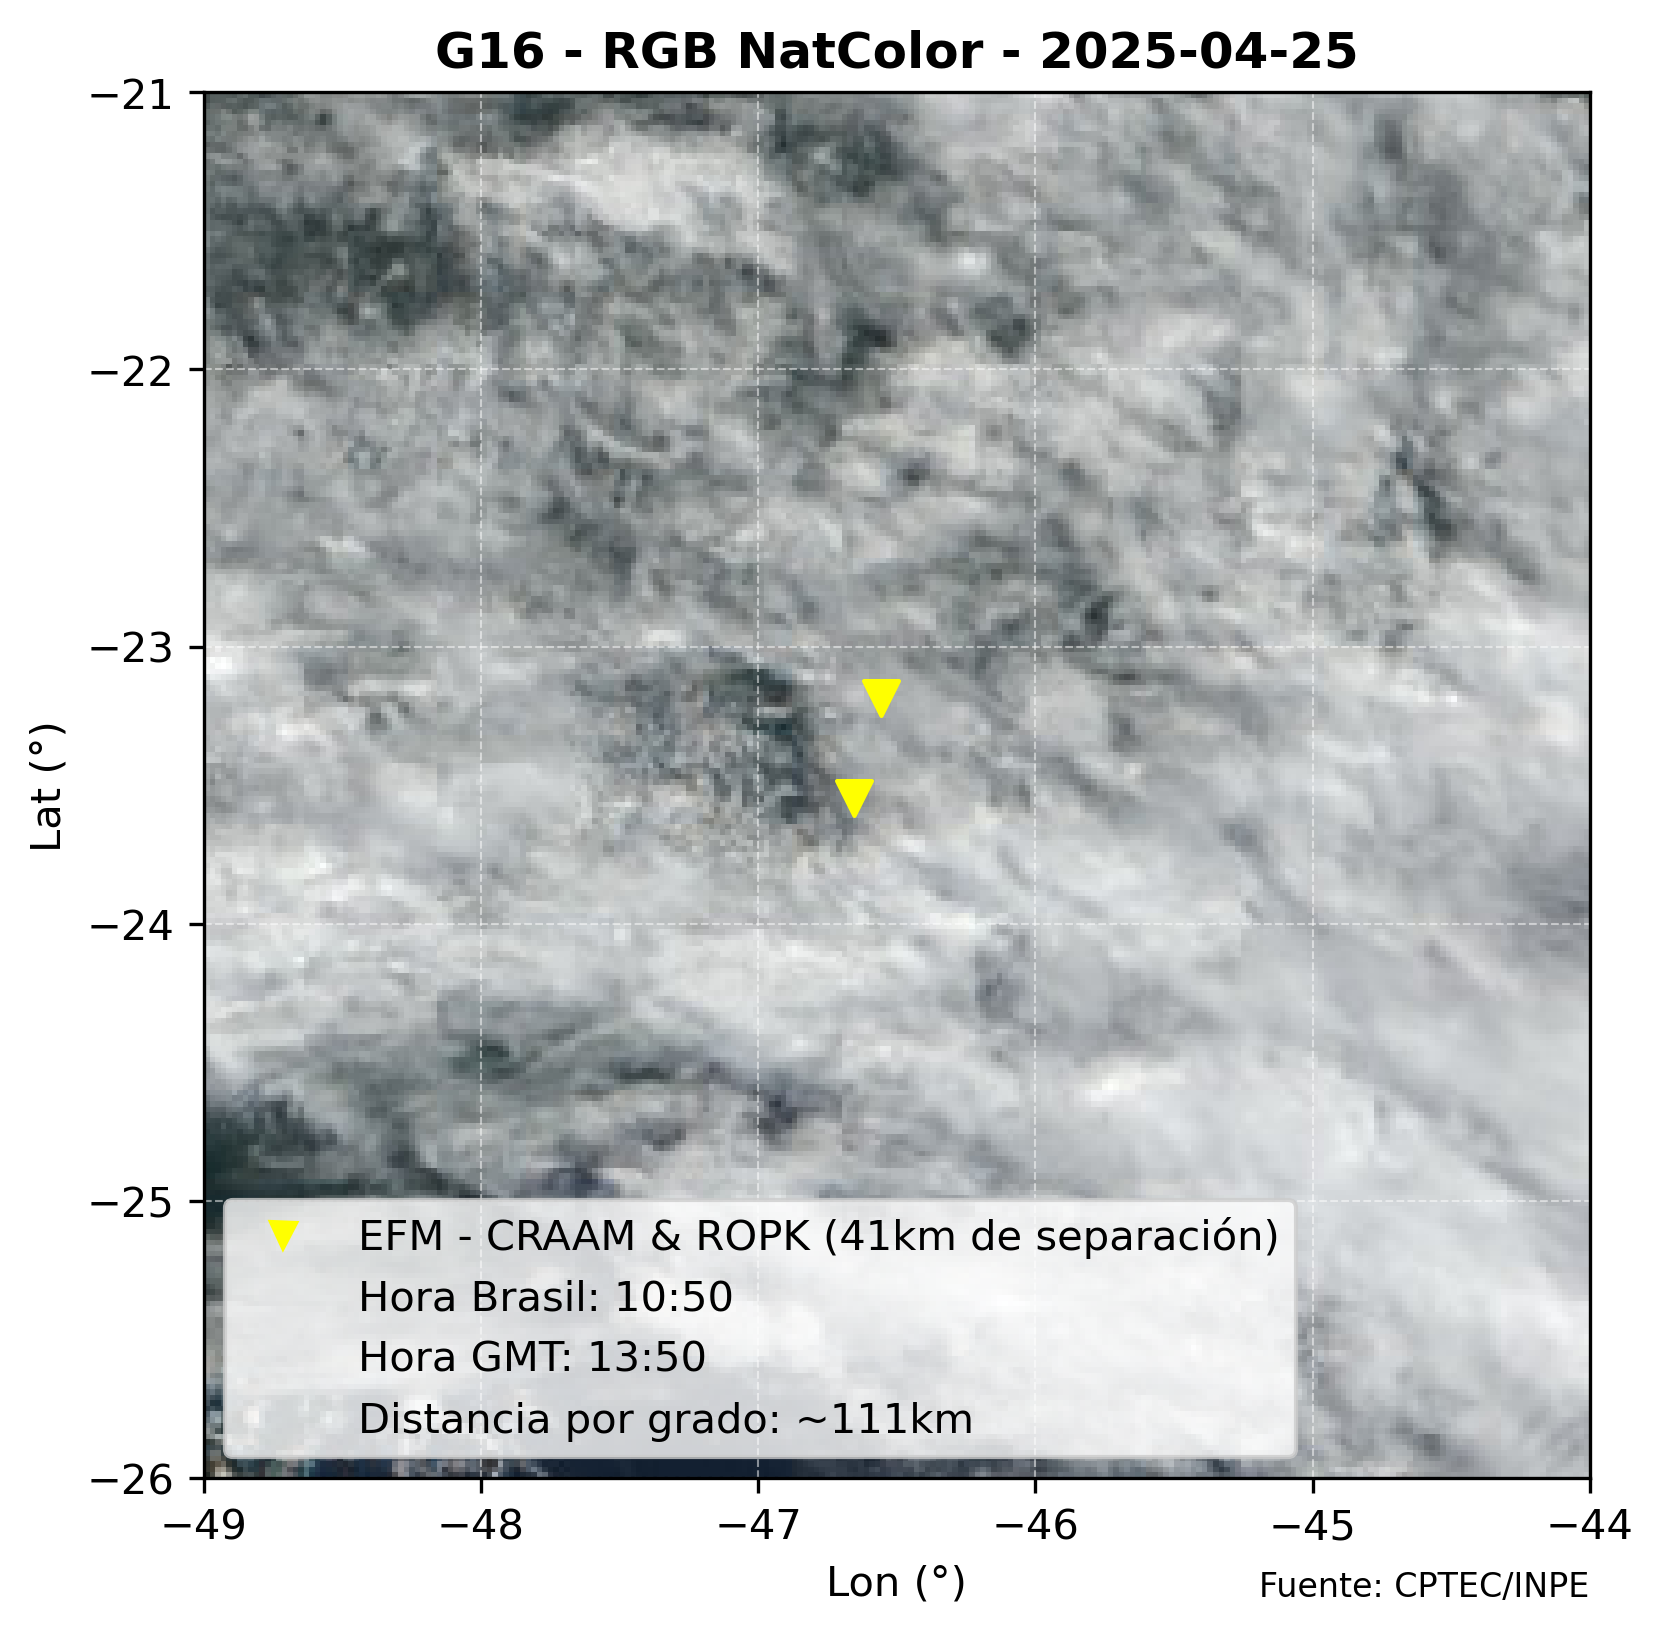 G16 - RGB NatColor - 2025-04-25
−21
−22
−23
−24
−25
−26
Lat (°)
EFM - CRAAM & ROPK (41km de separación)
Hora Brasil: 10:50
Hora GMT: 13:50
Distancia por grado: ~111km
−49
−48
−47
−46
−45
−44
Lon (°)
Fuente: CPTEC/INPE